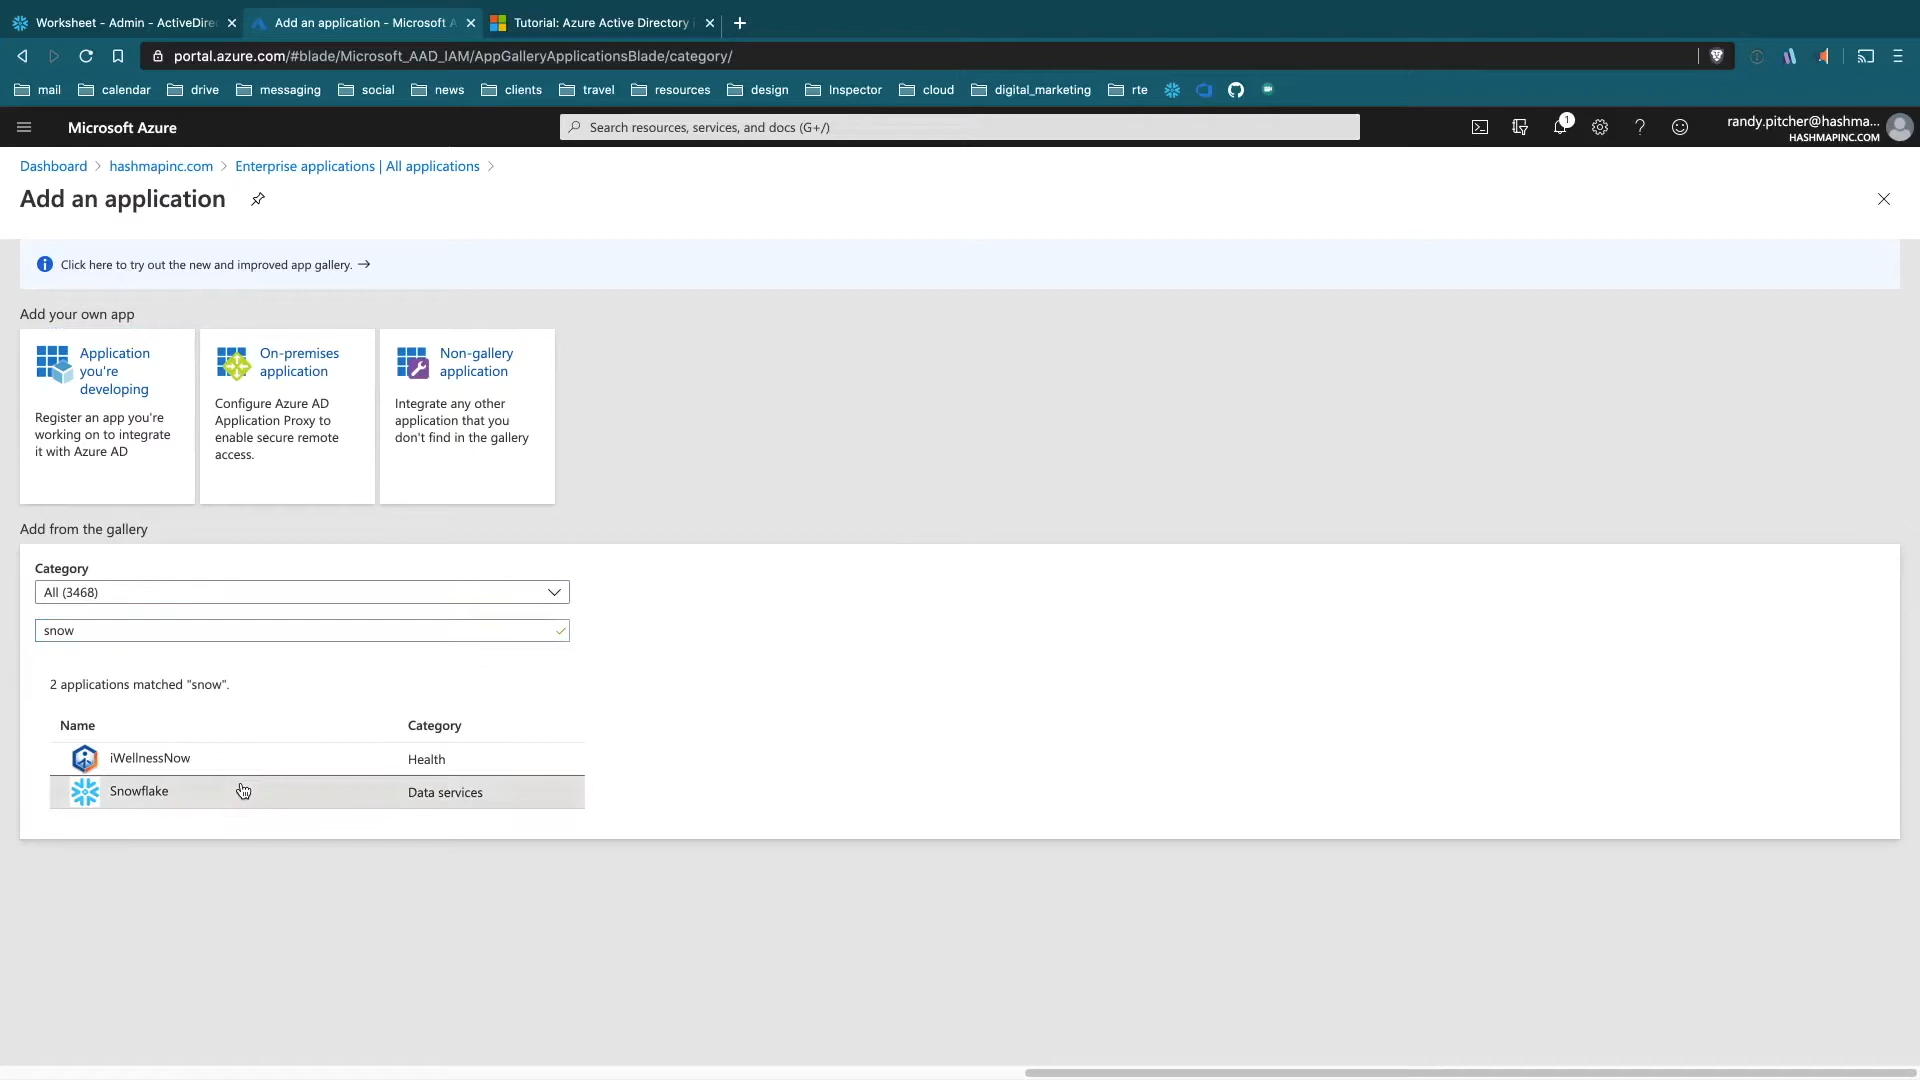 Worksheet - Admin - ActiveDirec
Add an application - Microsoft A
Tutorial: Azure Active Directory
portal.azure.com/#blade/Microsoft_AAD_IAM/AppGalleryApplicationsBlade/category/
mail calendar drive messaging social news clients travel resources design Inspector cloud digital_marketing rte
Microsoft Azure
Search resources, services, and docs (G+/)
1
randy.pitcher@hashma...
HASHMAPINC.COM
Dashboard > hashmapinc.com > Enterprise applications | All applications >
Add an application
Click here to try out the new and improved app gallery. →
Add your own app
Application
you're
developing
Register an app you're
working on to integrate
it with Azure AD
On-premises
application
Configure Azure AD
Application Proxy to
enable secure remote
access.
Non-gallery
application
Integrate any other
application that you
don't find in the gallery
Add from the gallery
Category
All (3468)
snow
2 applications matched "snow".
Name Category
iWellnessNow Health
Snowflake Data services